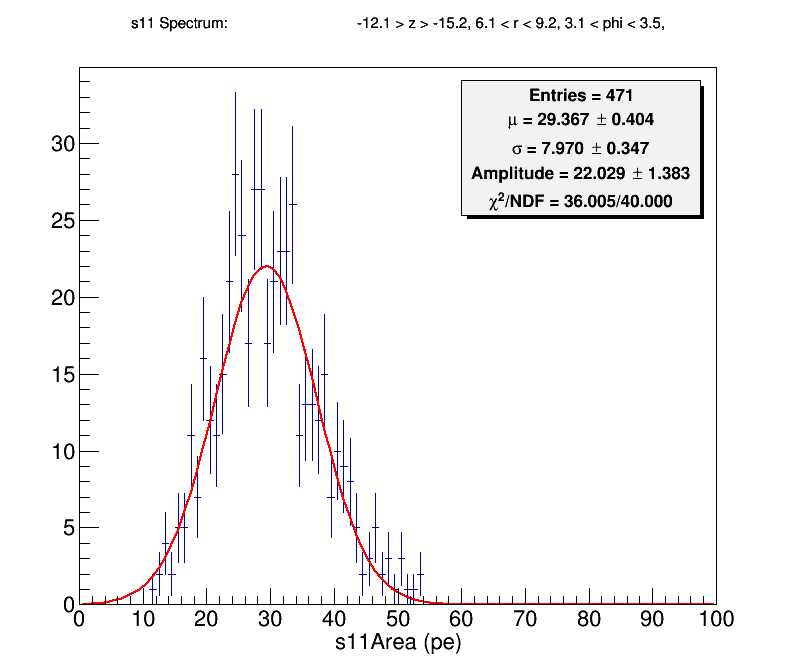 s11 Spectrum: -12.1 > z > -15.2, 6.1 < r < 9.2, 3.1 < phi < 3.5,
Entries = 471
μ = 29.367 ± 0.404
σ = 7.970 ± 0.347
Amplitude = 22.029 ± 1.383
χ²/NDF = 36.005/40.000
30
25
20
15
10
5
0
0 10 20 30 40 50 60 70 80 90 100
s11Area (pe)